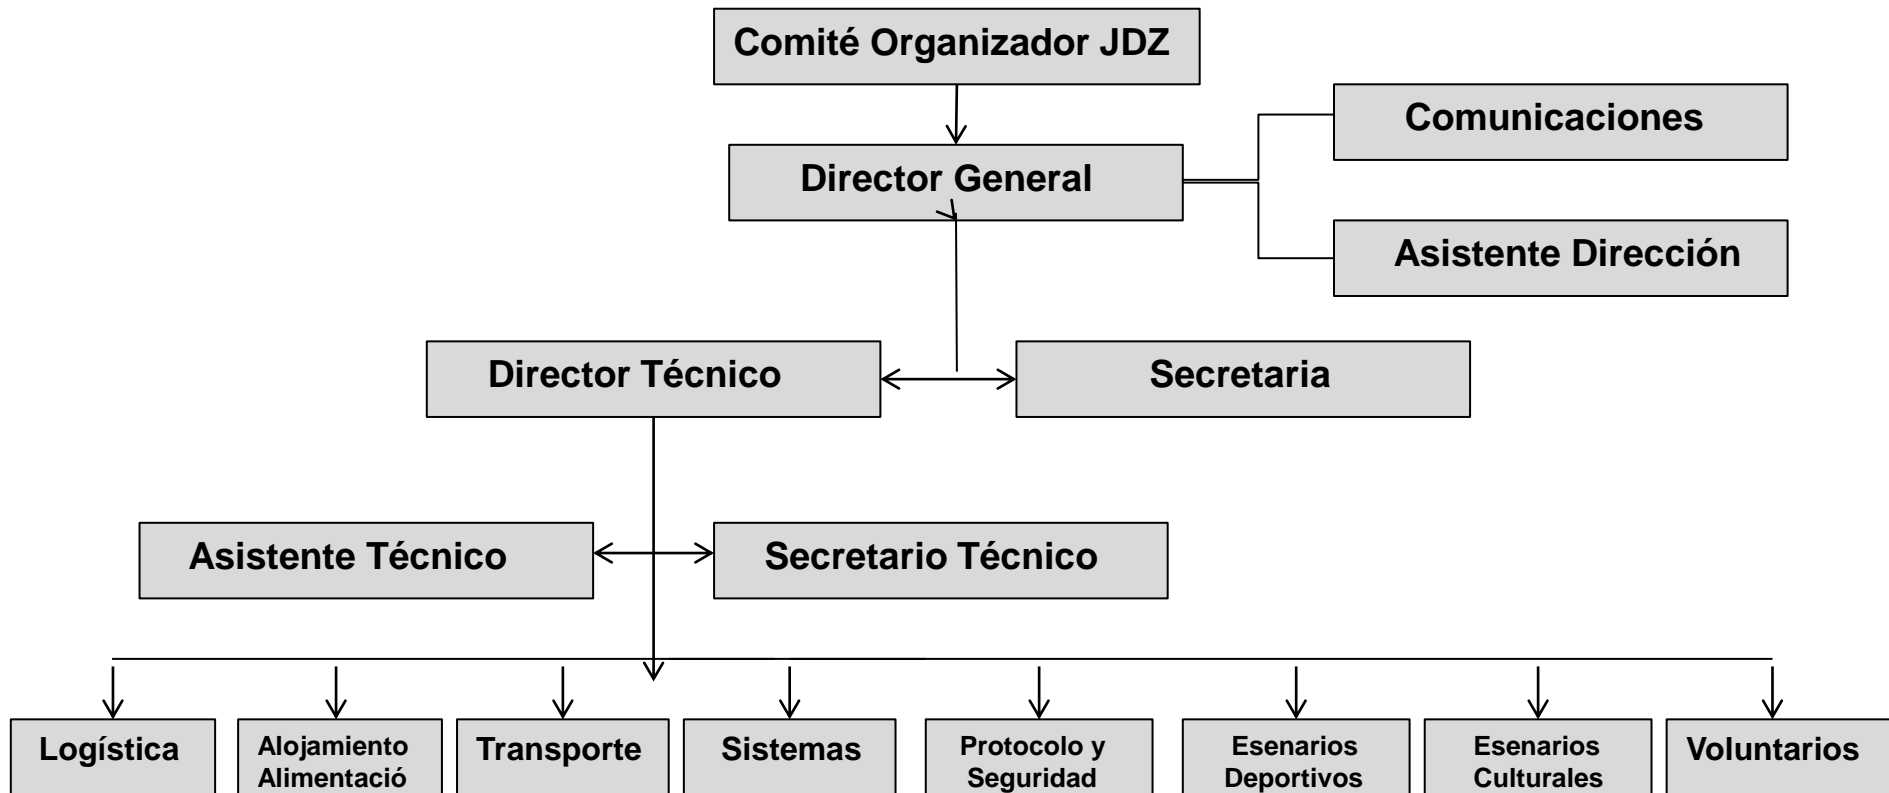 Comité Organizador JDZ
Comunicaciones
Director General
Asistente Dirección
Director Técnico
Secretaria
Asistente Técnico
Secretario Técnico
Logística
Alojamiento
Alimentació
Transporte
Sistemas
Protocolo y
Seguridad
Esenarios
Deportivos
Esenarios
Culturales
Voluntarios